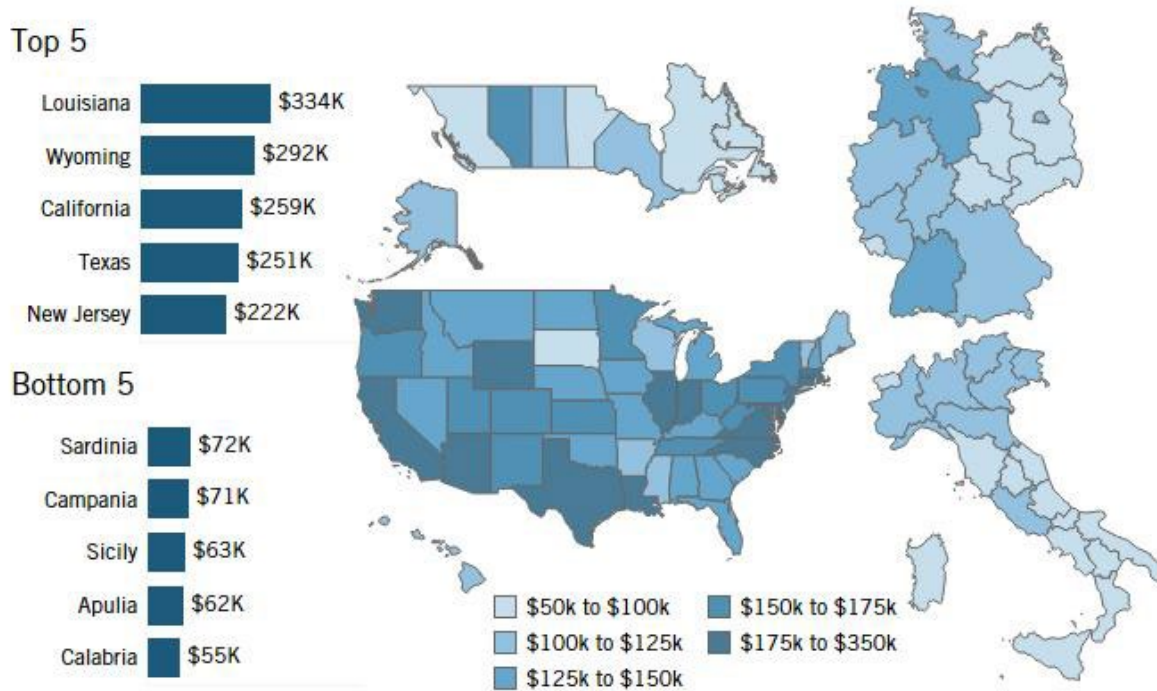 Top 5
Louisiana $334K
Wyoming $292K
California $259K
Texas $251K
New Jersey $222K
Bottom 5
Sardinia $72K
Campania $71K
Sicily $63K
Apulia $62K
Calabria $55K
$50k to $100k
$100k to $125k
$125k to $150k
$150k to $175k
$175k to $350k